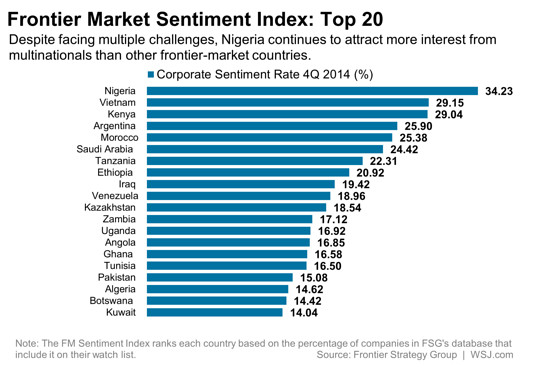 Frontier Market Sentiment Index: Top 20
Despite facing multiple challenges, Nigeria continues to attract more interest from
multinationals than other frontier-market countries.
Corporate Sentiment Rate 4Q 2014 (%)
Nigeria 34.23
Vietnam 29.15
Kenya 29.04
Argentina 25.90
Morocco 25.38
Saudi Arabia 24.42
Tanzania 22.31
Ethiopia 20.92
Iraq 19.42
Venezuela 18.96
Kazakhstan 18.54
Zambia 17.12
Uganda 16.92
Angola 16.85
Ghana 16.58
Tunisia 16.50
Pakistan 15.08
Algeria 14.62
Botswana 14.42
Kuwait 14.04
Note: The FM Sentiment Index ranks each country based on the percentage of companies in FSG's database that
include it on their watch list. Source: Frontier Strategy Group | WSJ.com